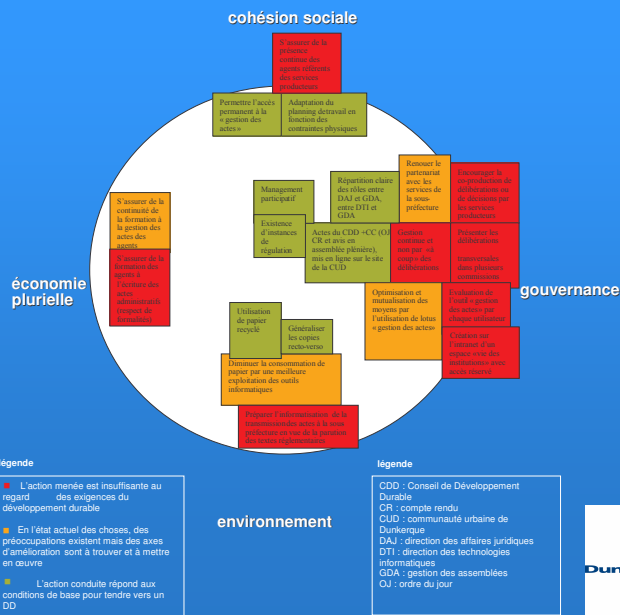 cohésion sociale
S'assurer de la
présence
continue des
agents référents
des services
producteurs
Permettre l'accès
permanent à la
« gestion des
actes »
Adaptation du
planning detravail en
fonction des
contraintes physiques
Management
participatif
Existence
d'instances
de
régulation
Répartition claire
des rôles entre
DAJ et GDA,
entre DTI et
GDA
Renouer le
partenariat
avec les
services de
la sous-
préfecture
Encourager la
co-production de
délibérations ou
de décisions par
les services
producteurs
Actes du CDD +CC (OJ
CR et avis en
assemblée plénière),
mis en ligne sur le site
de la CUD
Gestion
continue et
non par «à
coup» des
délibérations
Présenter les
délibérations
transversales
dans plusieurs
commissions
S'assurer de la
continuité de
la formation à
la gestion des
actes des
agents
S'assurer de la
formation des
agents à
l'écriture des
actes
administratifs
(respect de
formalités)
économie
plurielle
gouvernance
Optimisation et
mutualisation des
moyens par
l'utilisation de lotus
« gestion des actes»
Evaluation de
l'outil « gestion
des actes» par
chaque utilisateur
Création sur
l'intranet d'un
espace «vie des
institutions» avec
accès réservé
Utilisation
de papier
recyclé
Généraliser
les copies
recto-verso
Diminuer la consommation de
papier par une meilleure
exploitation des outils
informatiques
Préparer l'informatisation de la
transmission des actes à la sous
préfecture en vue de la parution
des textes réglementaires
environnement
légende
L'action menée est insuffisante au
regard des exigences du
développement durable
En l'état actuel des choses, des
préoccupations existent mais des axes
d'amélioration sont à trouver et à mettre
en œuvre
L'action conduite répond aux
conditions de base pour tendre vers un
DD
légende
CDD : Conseil de Développement
Durable
CR : compte rendu
CUD : communauté urbaine de
Dunkerque
DAJ : direction des affaires juridiques
DTI : direction des technologies
informatiques
GDA : gestion des assemblées
OJ : ordre du jour
Dun